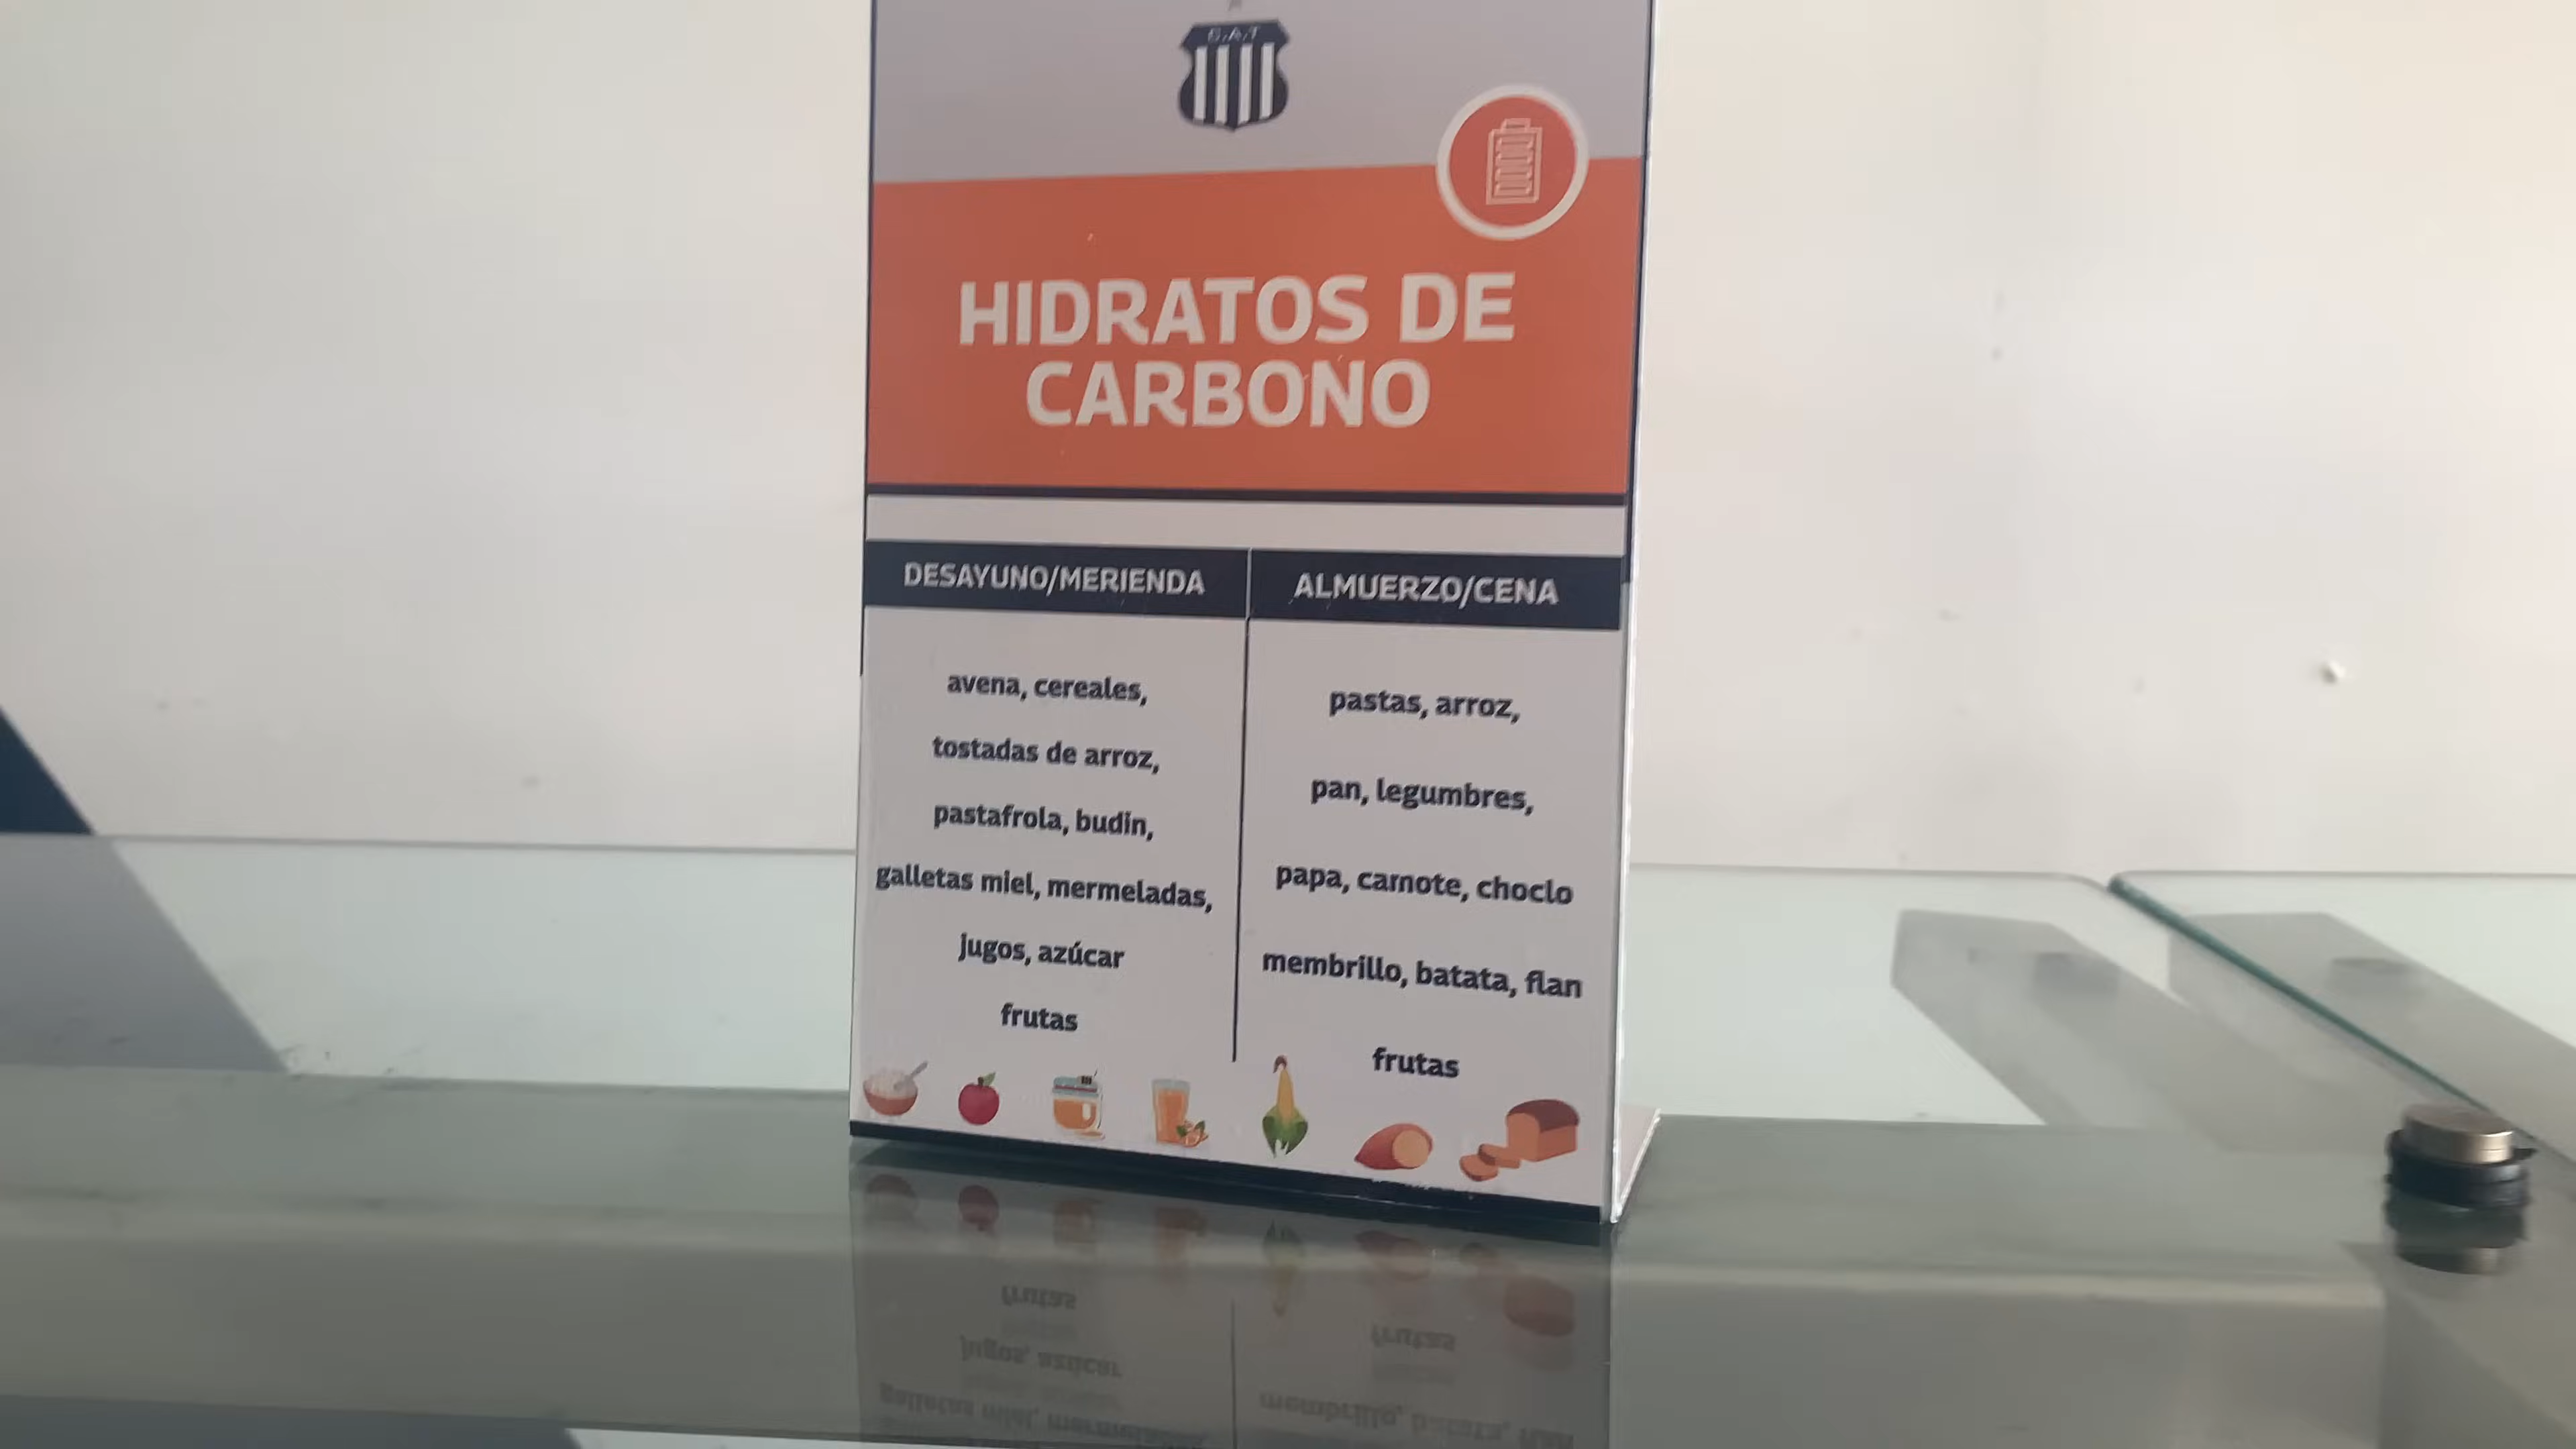 C.A.T
HIDRATOS DE
CARBONO
DESAYUNO/MERIENDA
avena, cereales,
tostadas de arroz,
pastafrola, budin,
galletas miel, mermeladas,
jugos, azúcar
frutas
ALMUERZO/CENA
pastas, arroz,
pan, legumbres,
papa, camote, choclo
membrillo, batata, flan
frutas